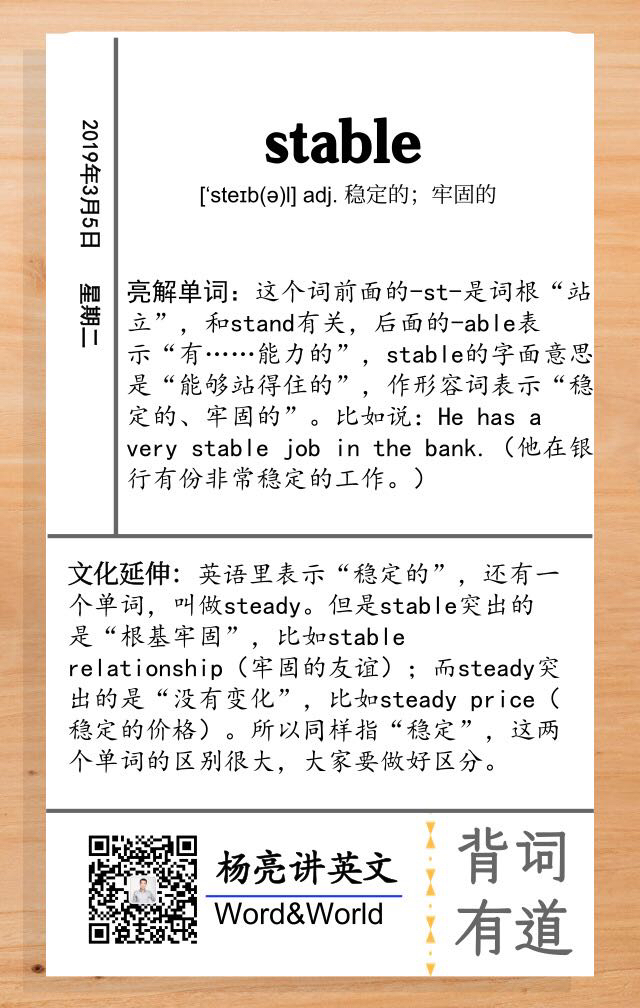 2019年3月5日 星期二
stable
[‘steɪb(ə)l] adj. 稳定的；牢固的
亮解单词：这个词前面的-st-是词根“站
立”，和stand有关，后面的-able表
示“有……能力的”，stable的字面意思
是“能够站得住的”，作形容词表示“稳
定的、牢固的”。比如说：He has a
very stable job in the bank.（他在银
行有份非常稳定的工作。）
文化延伸：英语里表示“稳定的”，还有一
个单词，叫做steady。但是stable突出的
是“根基牢固”，比如stable
relationship（牢固的友谊）；而steady突
出的是“没有变化”，比如steady price（
稳定的价格）。所以同样指“稳定”，这两
个单词的区别很大，大家要做好区分。
杨亮讲英文
Word&World
背词
有道